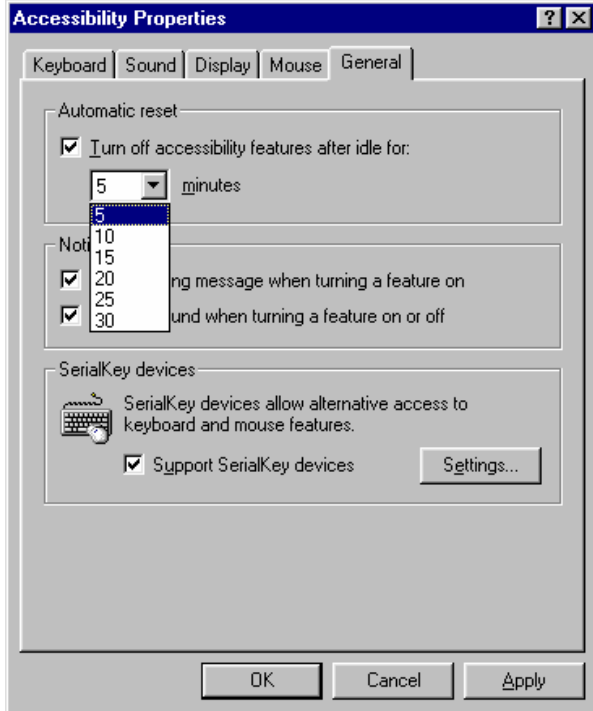 Accessibility Properties
Keyboard Sound Display Mouse General
Automatic reset
Turn off accessibility features after idle for:
5 minutes
5
10
15
20
25
30
Noti
ng message when turning a feature on
und when turning a feature on or off
SerialKey devices
SerialKey devices allow alternative access to
keyboard and mouse features.
Support SerialKey devices Settings...
OK Cancel Apply